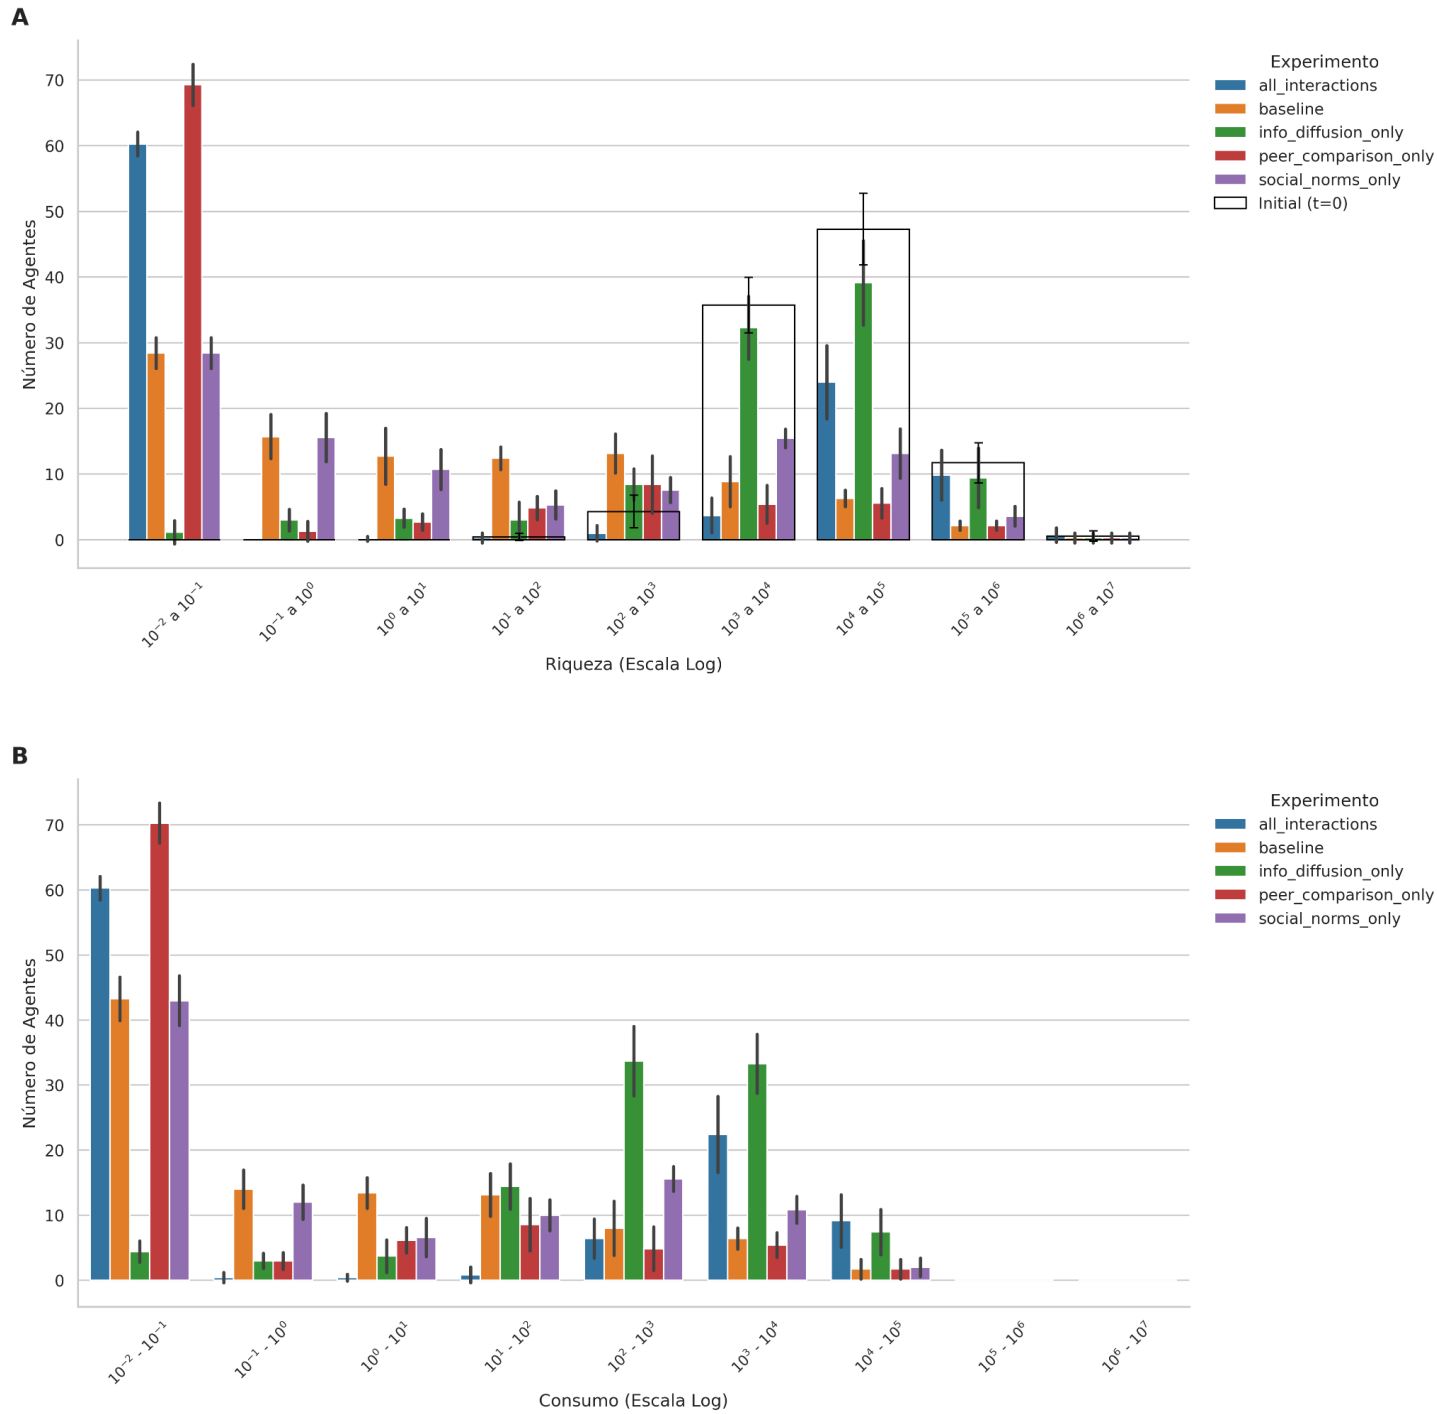 A
Número de Agentes
70
60
50
40
30
20
10
0
10⁻² a 10⁻¹
10⁻¹ a 10⁰
10⁰ a 10¹
10¹ a 10²
10² a 10³
10³ a 10⁴
10⁴ a 10⁵
10⁵ a 10⁶
10⁶ a 10⁷
Riqueza (Escala Log)
Experimento
all_interactions
baseline
info_diffusion_only
peer_comparison_only
social_norms_only
Initial (t=0)
B
Número de Agentes
70
60
50
40
30
20
10
0
10⁻² - 10⁻¹
10⁻¹ - 10⁰
10⁰ - 10¹
10¹ - 10²
10² - 10³
10³ - 10⁴
10⁴ - 10⁵
10⁵ - 10⁶
10⁶ - 10⁷
Consumo (Escala Log)
Experimento
all_interactions
baseline
info_diffusion_only
peer_comparison_only
social_norms_only